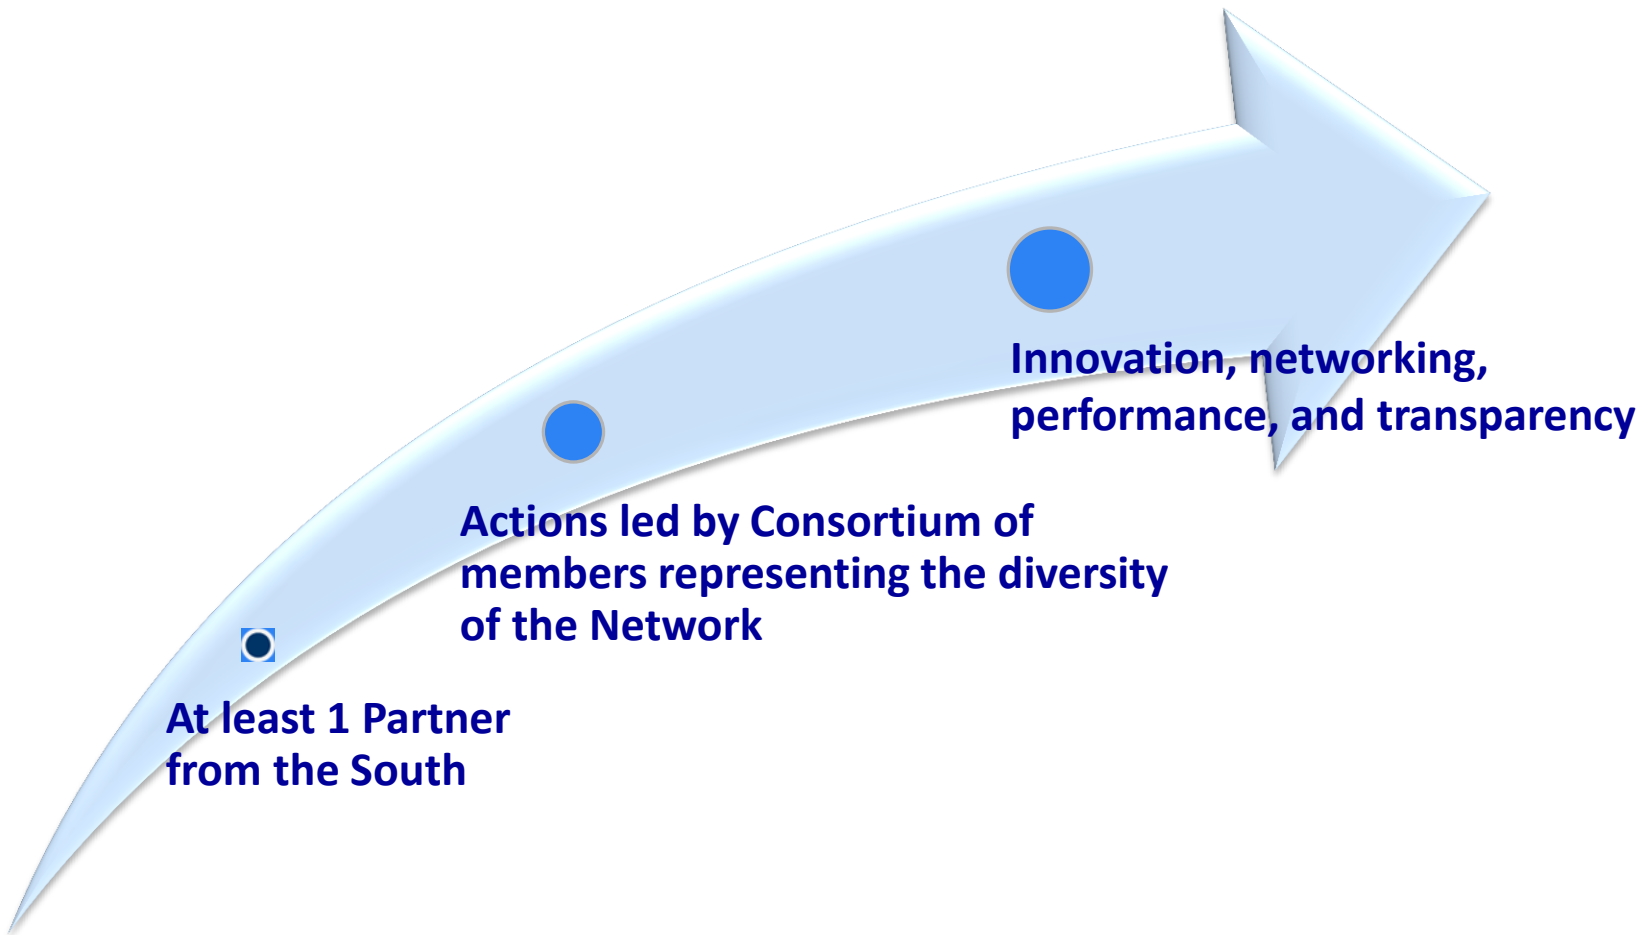 Innovation, networking,
performance, and transparency
Actions led by Consortium of
members representing the diversity
of the Network
At least 1 Partner
from the South